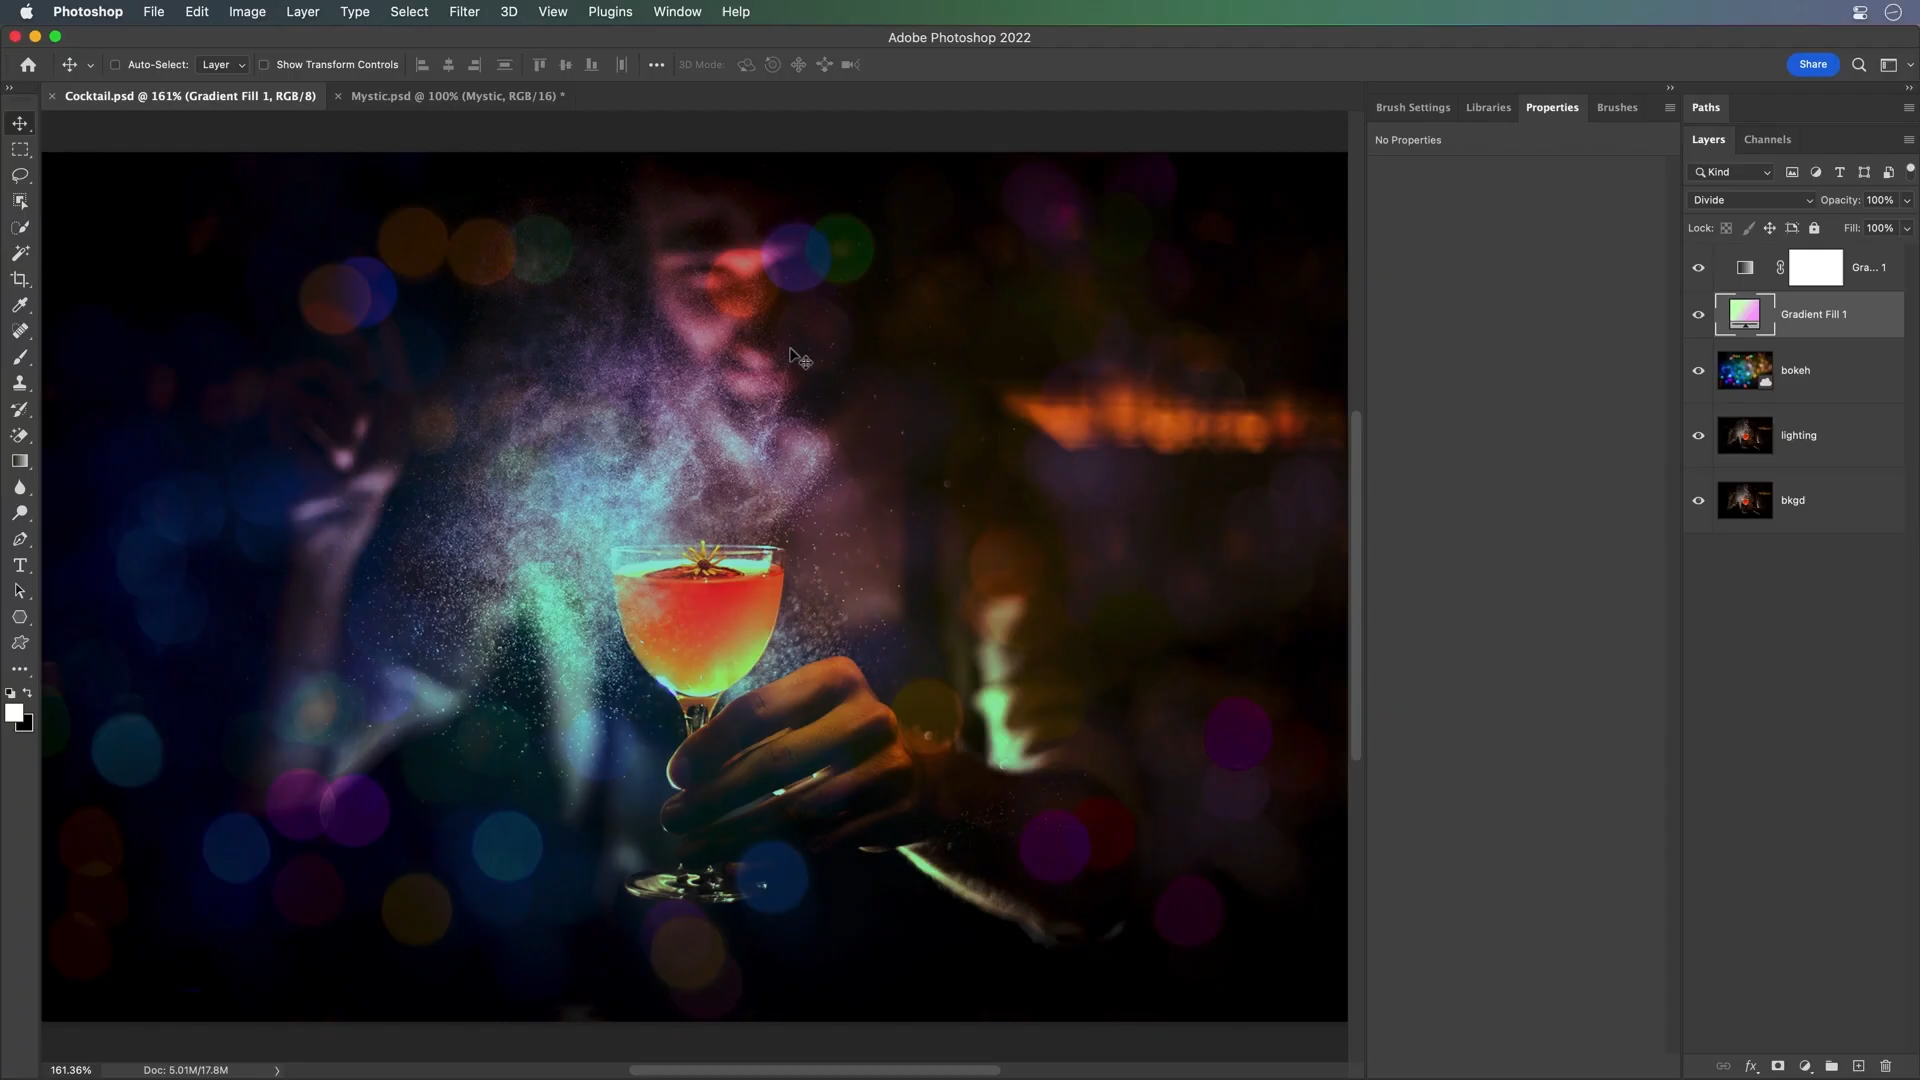 Photoshop File Edit Image Layer Type Select Filter 3D View Plugins Window Help
Adobe Photoshop 2022
Auto-Select: Layer Show Transform Controls 3D Mode: Share
Cocktail.psd @ 161% (Gradient Fill 1, RGB/8) Mystic.psd @ 100% (Mystic, RGB/16) *
Brush Settings Libraries Properties Brushes Paths
No Properties
Layers Channels
Kind
Divide Opacity: 100%
Lock: Fill: 100%
Gra... 1
Gradient Fill 1
bokeh
lighting
bkgd
161.36% Doc: 5.01M/17.8M